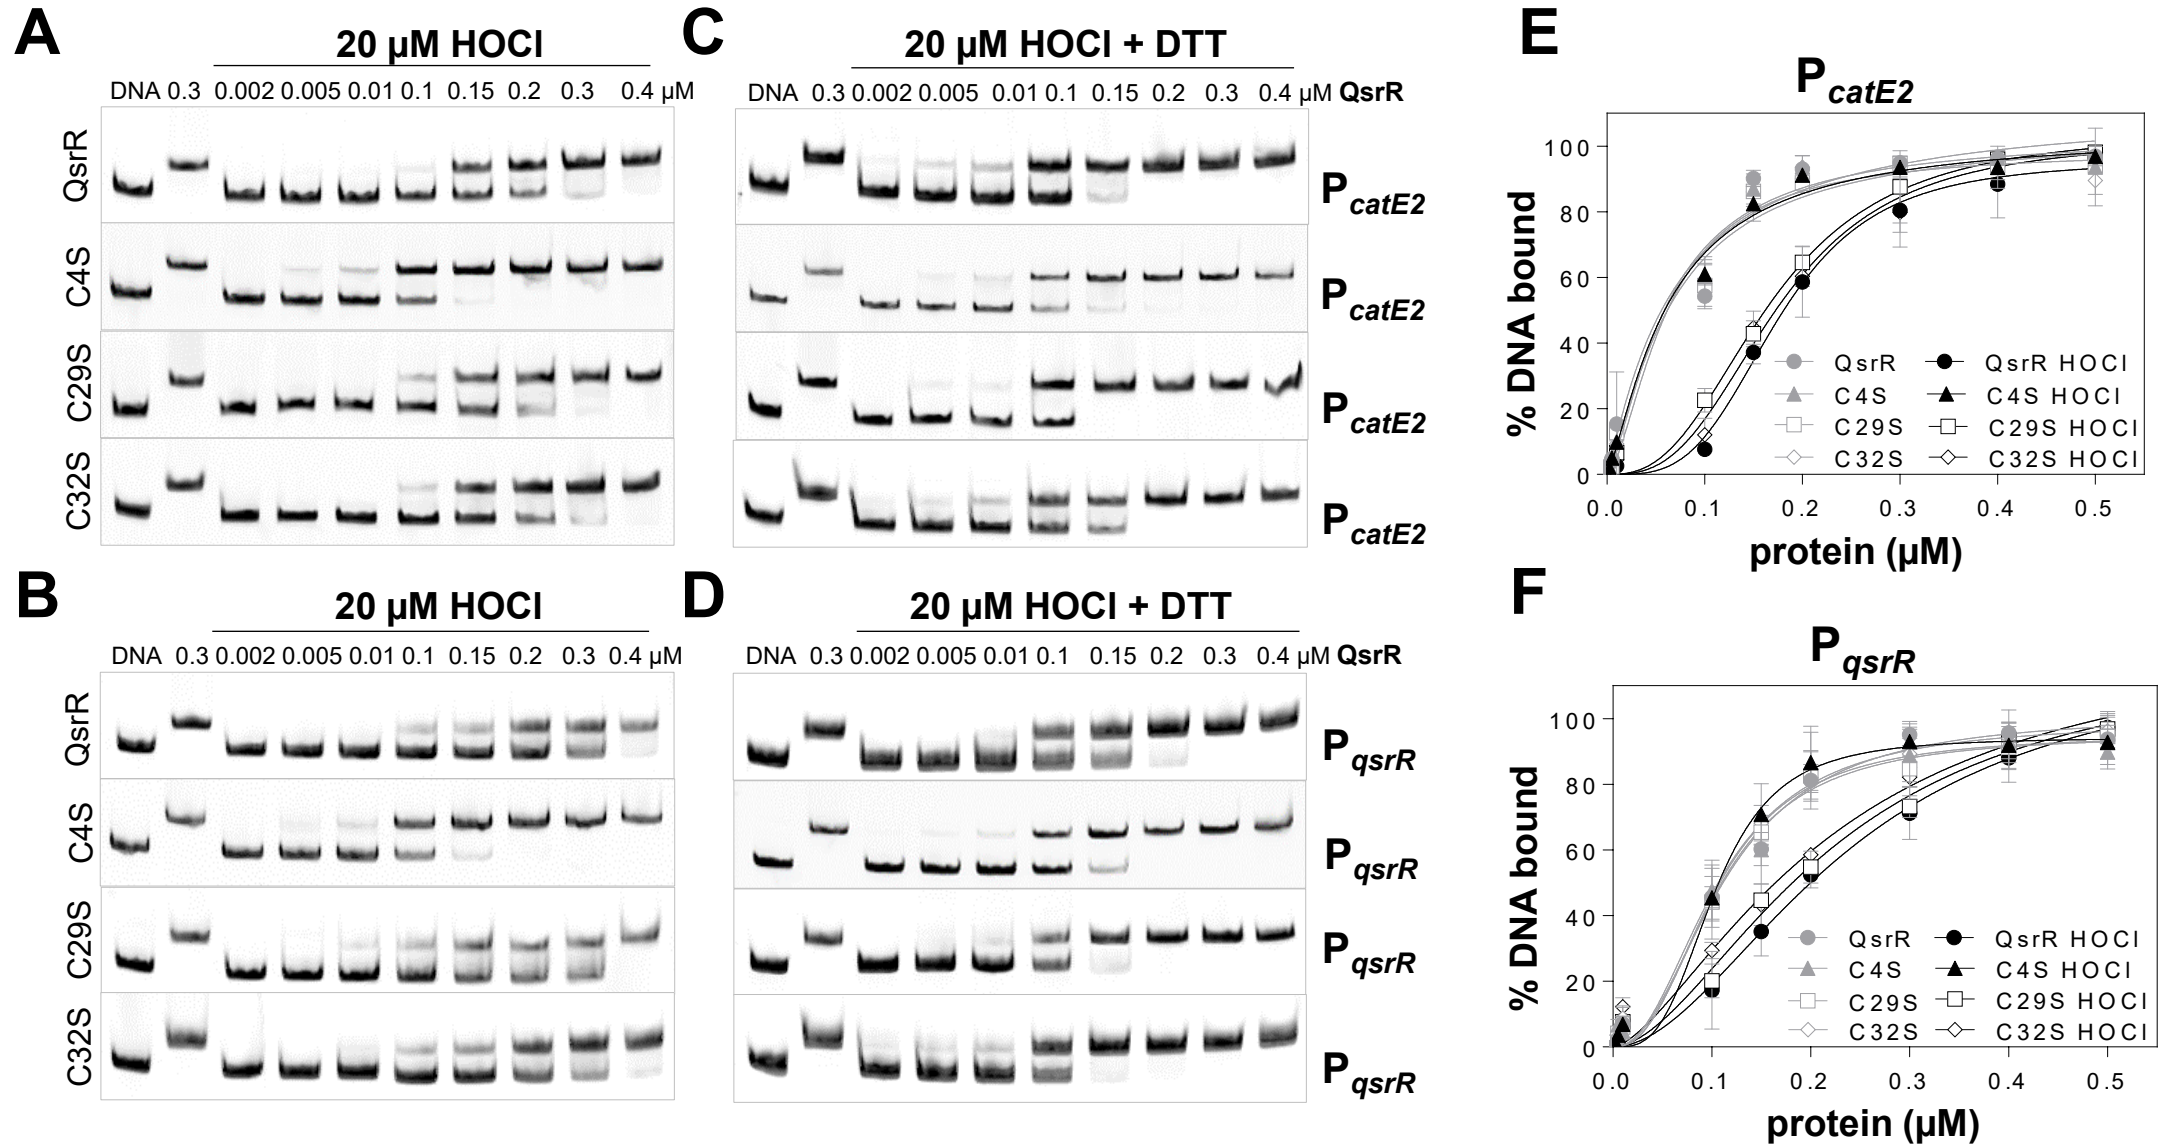 A
20 µM HOCl
DNA 0.3 0.002 0.005 0.01 0.1 0.15 0.2 0.3 0.4 µM
QsrR
C4S
C29S
C32S
C
20 µM HOCl + DTT
DNA 0.3 0.002 0.005 0.01 0.1 0.15 0.2 0.3 0.4 µM QsrR
PcatE2
PcatE2
PcatE2
PcatE2
B
20 µM HOCl
DNA 0.3 0.002 0.005 0.01 0.1 0.15 0.2 0.3 0.4 µM
QsrR
C4S
C29S
C32S
D
20 µM HOCl + DTT
DNA 0.3 0.002 0.005 0.01 0.1 0.15 0.2 0.3 0.4 µM QsrR
PqsrR
PqsrR
PqsrR
PqsrR
E
PcatE2
% DNA bound
100
80
60
40
20
0
QsrR QsrR HOCl
C4S C4S HOCl
C29S C29S HOCl
C32S C32S HOCl
0.0 0.1 0.2 0.3 0.4 0.5
protein (µM)
F
PqsrR
% DNA bound
100
80
60
40
20
0
QsrR QsrR HOCl
C4S C4S HOCl
C29S C29S HOCl
C32S C32S HOCl
0.0 0.1 0.2 0.3 0.4 0.5
protein (µM)